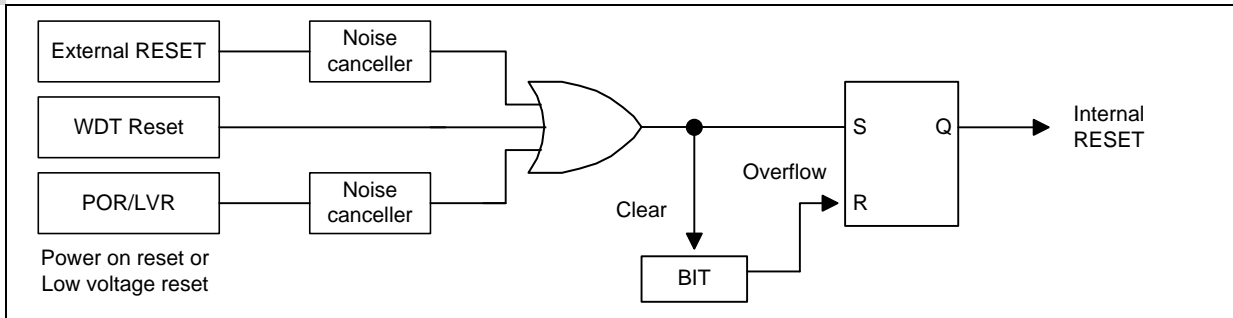 External RESET
Noise
canceller
WDT Reset
POR/LVR
Noise
canceller
Power on reset or
Low voltage reset
Clear
BIT
Overflow
S
Q
R
Internal
RESET